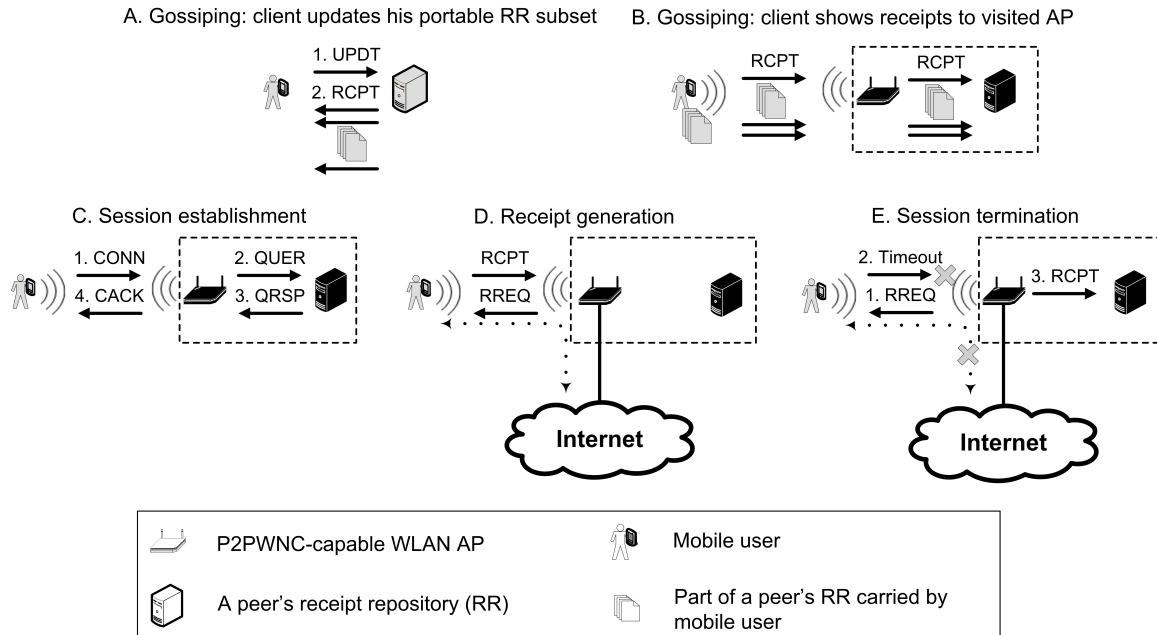 A. Gossiping: client updates his portable RR subset
1. UPDT
2. RCPT
B. Gossiping: client shows receipts to visited AP
RCPT
RCPT
C. Session establishment
1. CONN
2. QUER
4. CACK
3. QRSP
D. Receipt generation
RCPT
RREQ
Internet
E. Session termination
2. Timeout
1. RREQ
3. RCPT
Internet
P2PWNC-capable WLAN AP
Mobile user
A peer's receipt repository (RR)
Part of a peer's RR carried by
mobile user